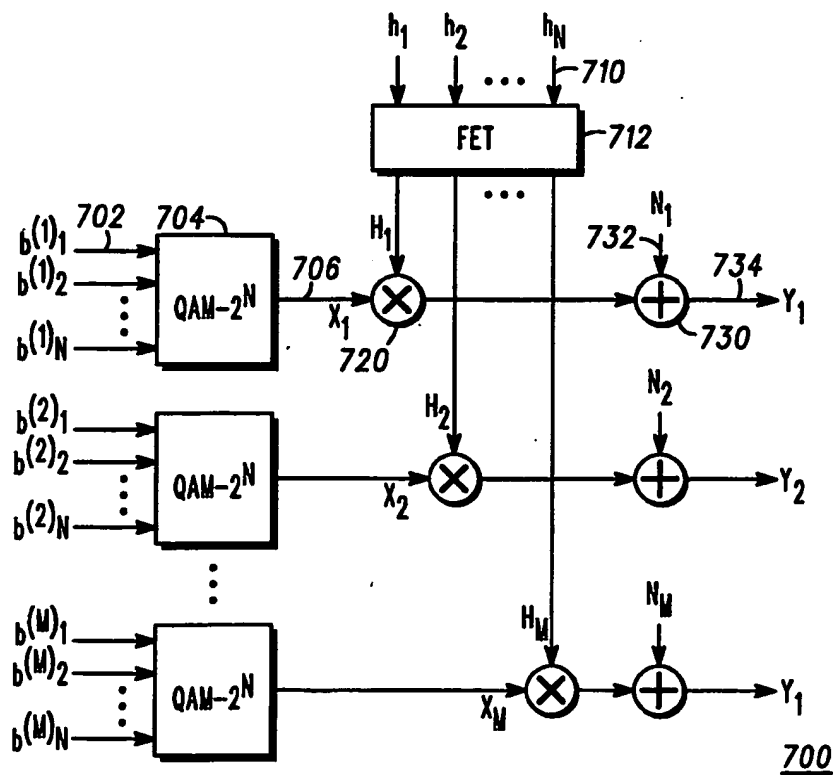 h₁ h₂ hN
710
FET
712
702 704
b⁽¹⁾₁
b⁽¹⁾₂
b⁽¹⁾N
QAM-2ᴺ
706
X₁
H₁
720
N₁
732
734
Y₁
730
b⁽²⁾₁
b⁽²⁾₂
b⁽²⁾N
QAM-2ᴺ
X₂
H₂
N₂
Y₂
b⁽ᴹ⁾₁
b⁽ᴹ⁾₂
b⁽ᴹ⁾N
QAM-2ᴺ
XM
HM
NM
Y₁
700